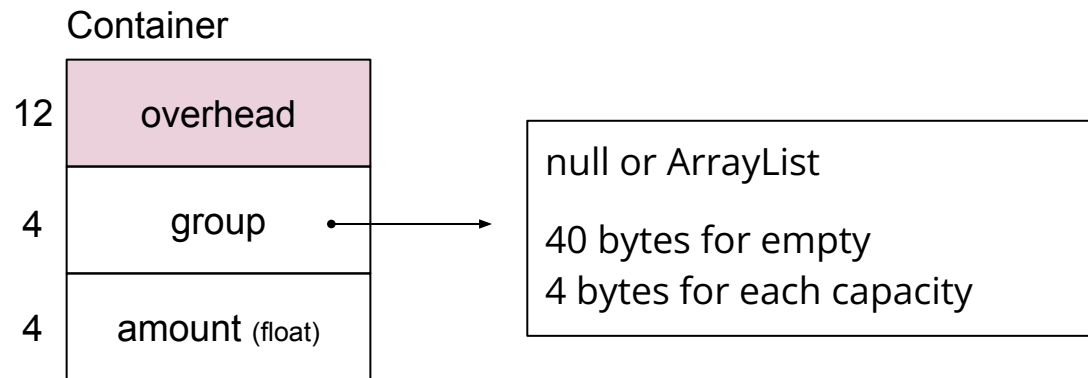 Container
12 overhead
4 group
4 amount (float)
null or ArrayList
40 bytes for empty
4 bytes for each capacity